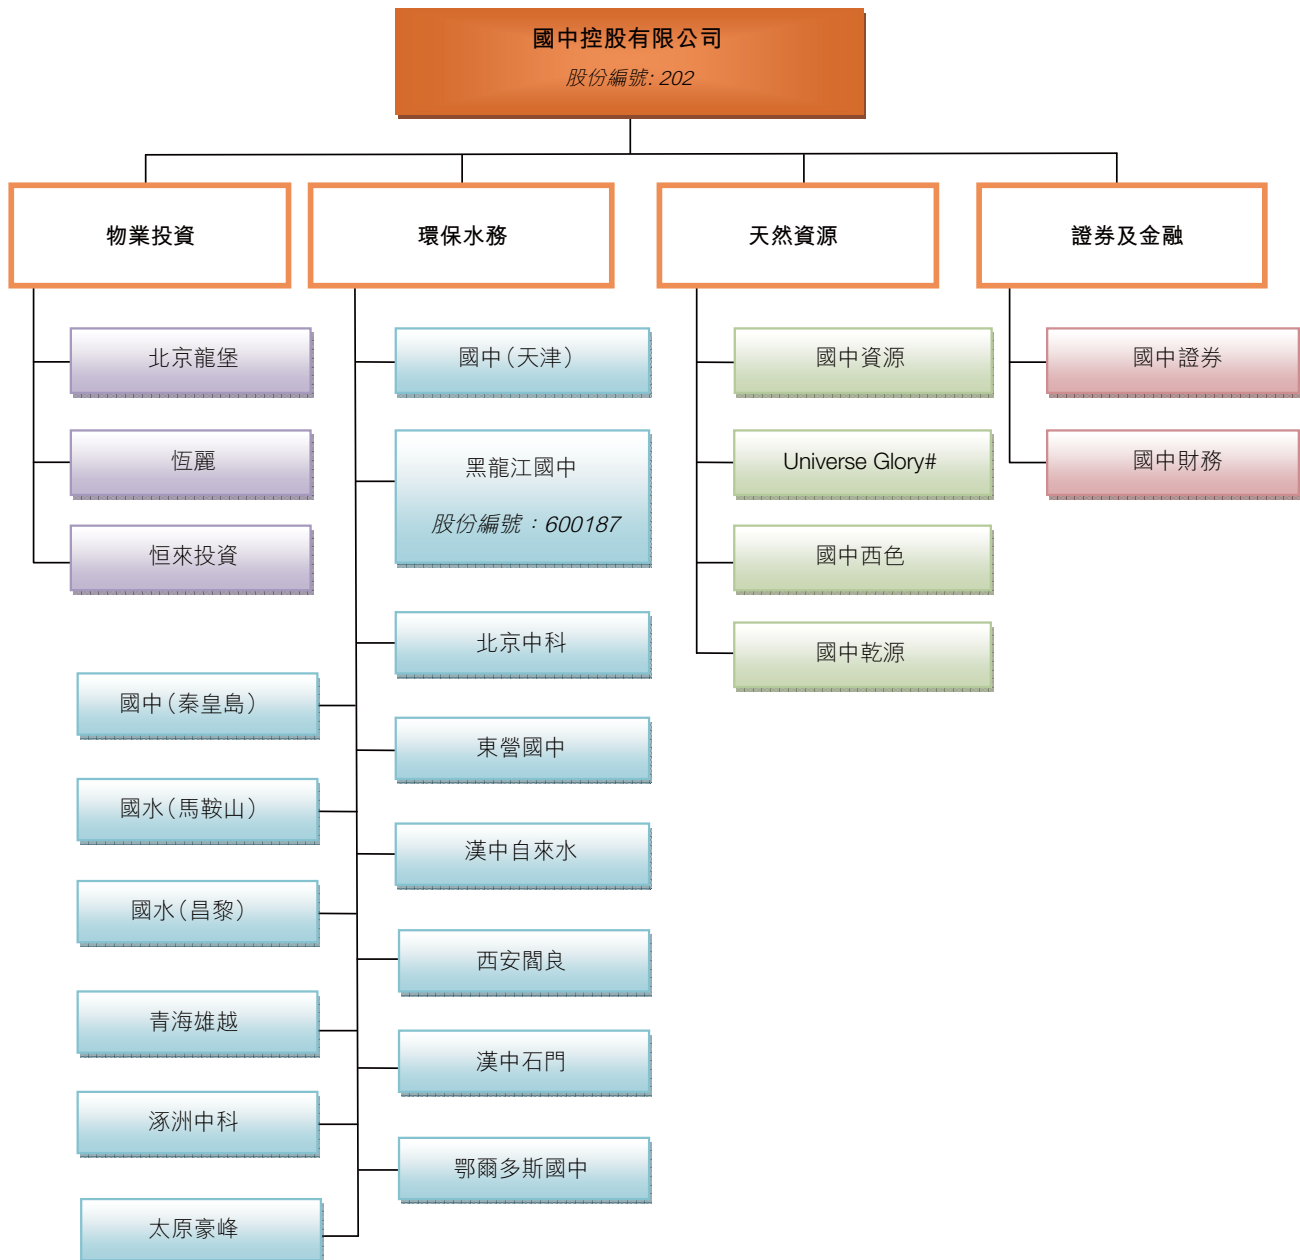 國中控股有限公司
股份編號: 202
物業投資
環保水務
天然資源
證券及金融
北京龍堡
恆麗
恒來投資
國中(天津)
黑龍江國中
股份編號：600187
北京中科
東營國中
漢中自來水
西安閻良
漢中石門
鄂爾多斯國中
國中(秦皇島)
國水(馬鞍山)
國水(昌黎)
青海雄越
涿洲中科
太原豪峰
國中資源
Universe Glory#
國中西色
國中乾源
國中證券
國中財務